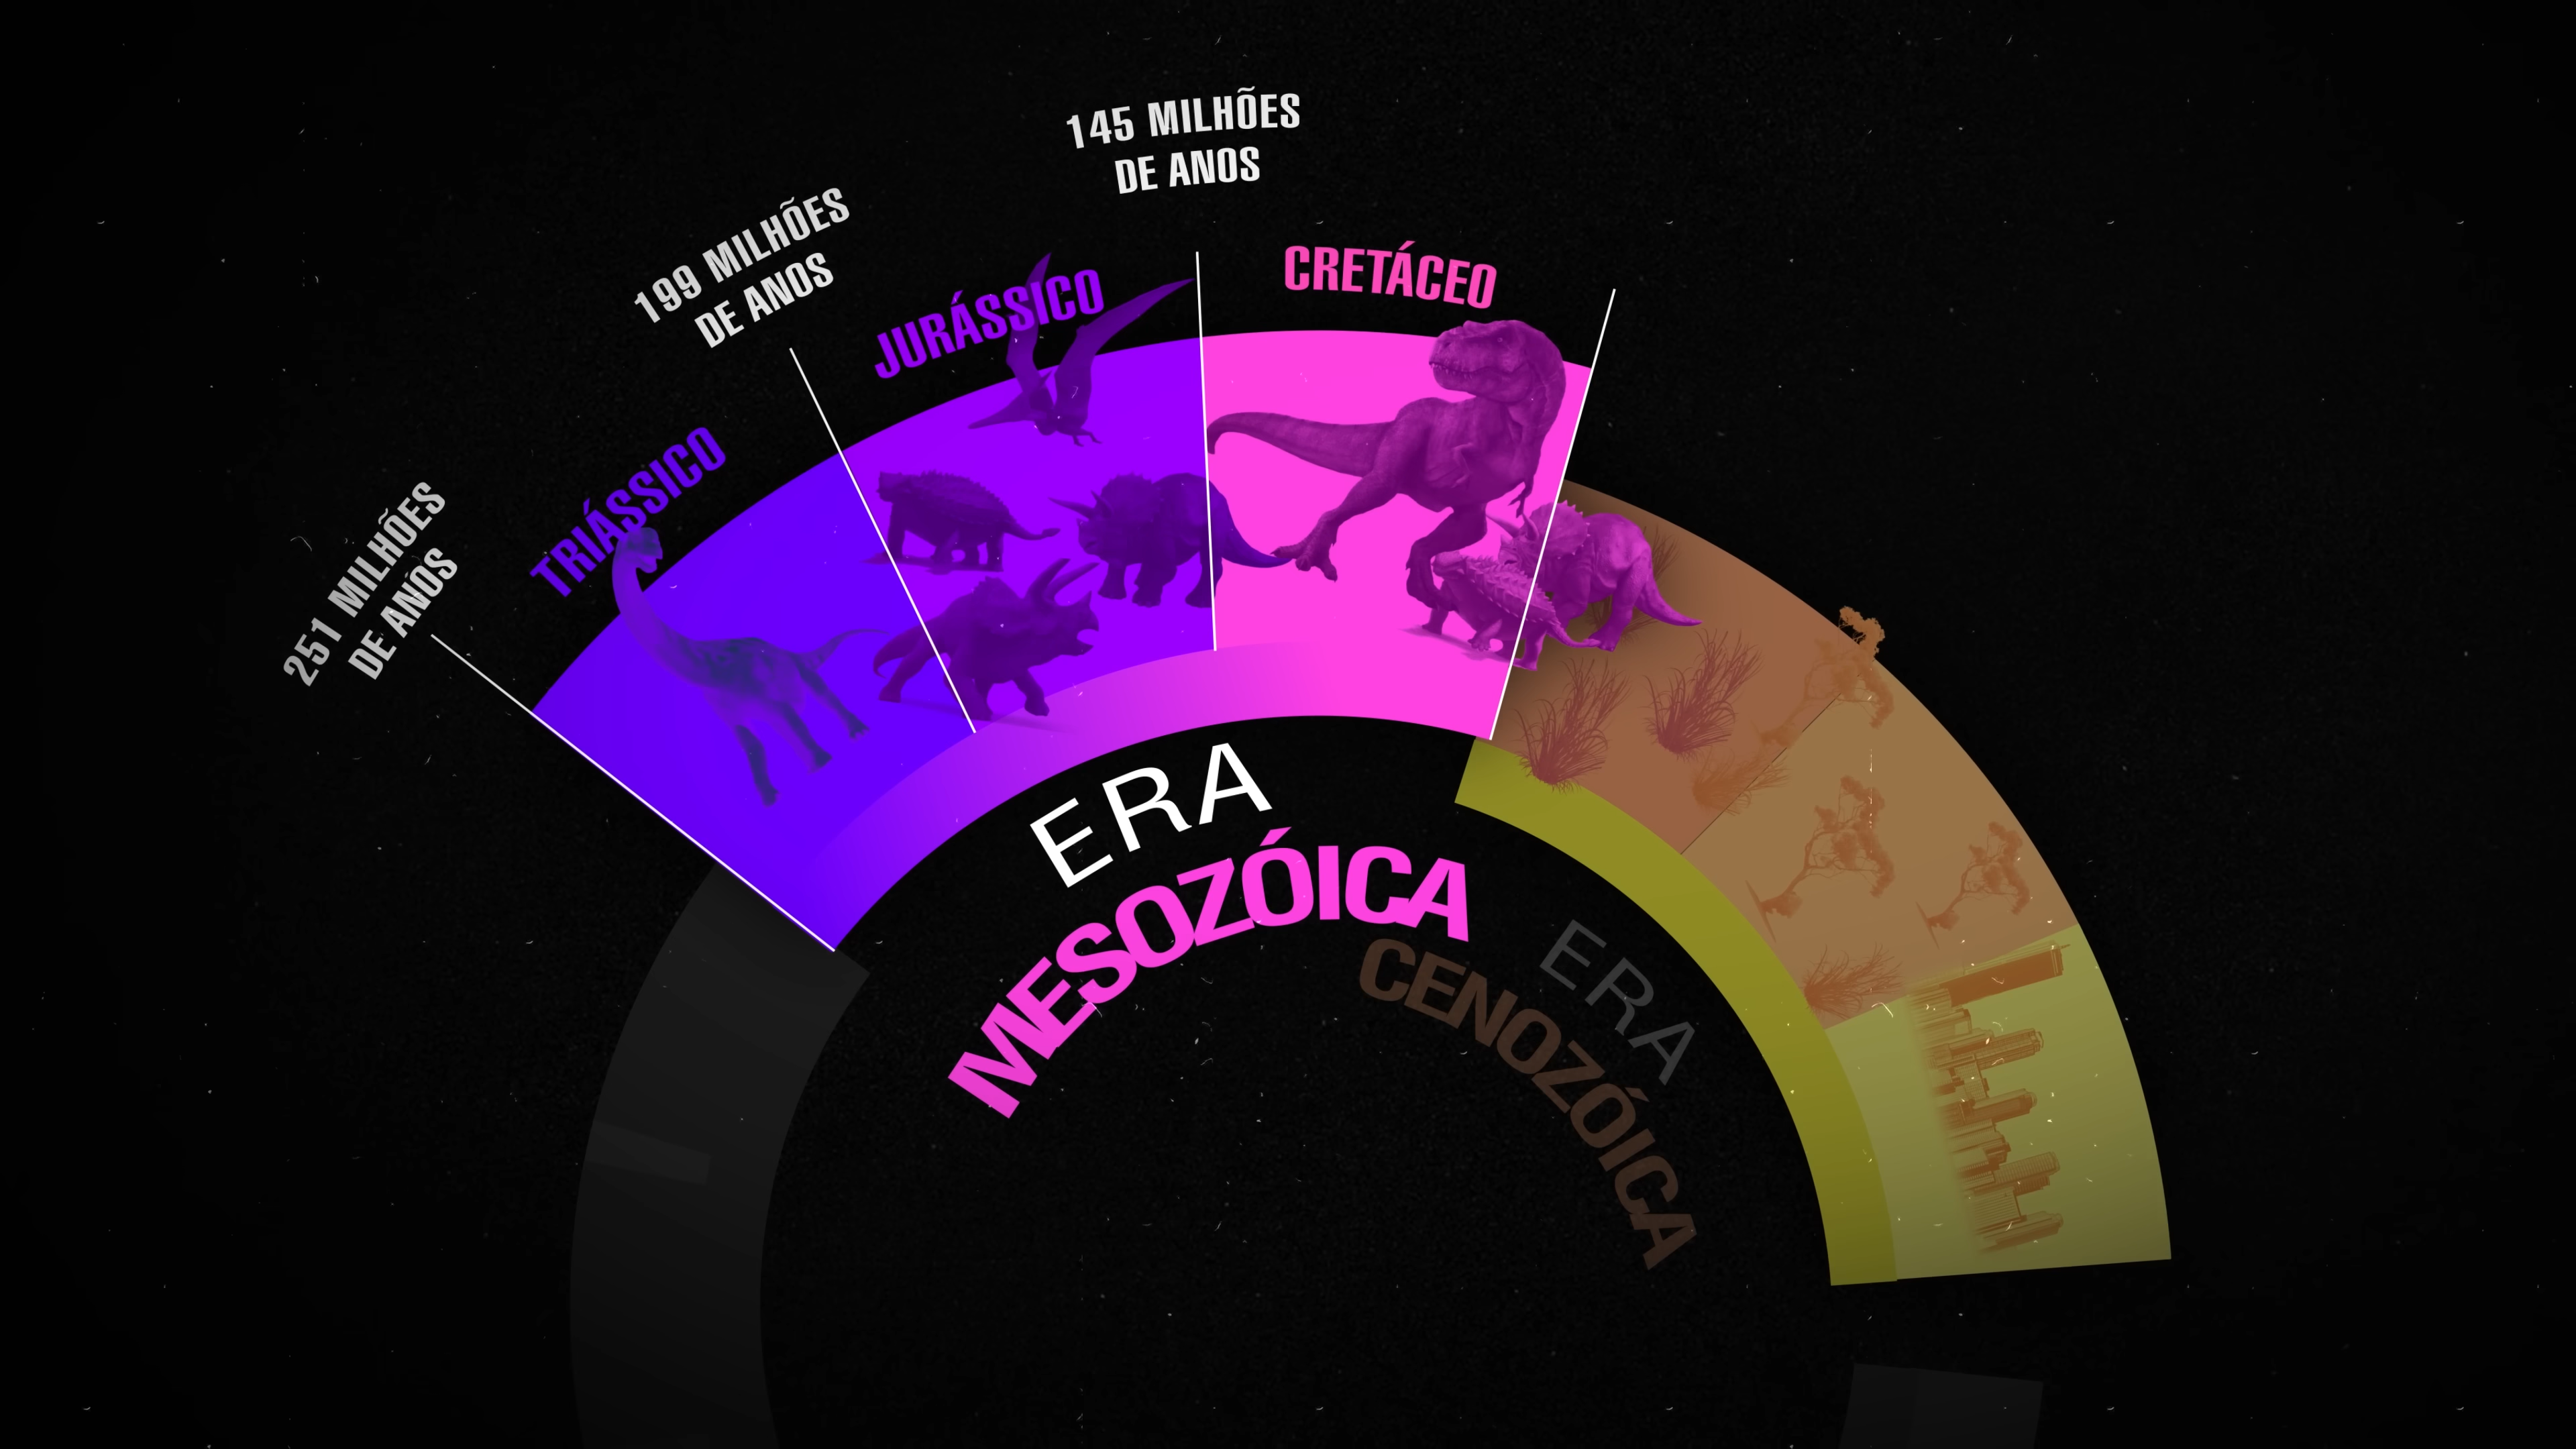 251 MILHÕES
DE ANOS
TRIÁSSICO
199 MILHÕES
DE ANOS
JURÁSSICO
145 MILHÕES
DE ANOS
CRETÁCEO
ERA
MESOZÓICA
ERA
CENOZÓICA